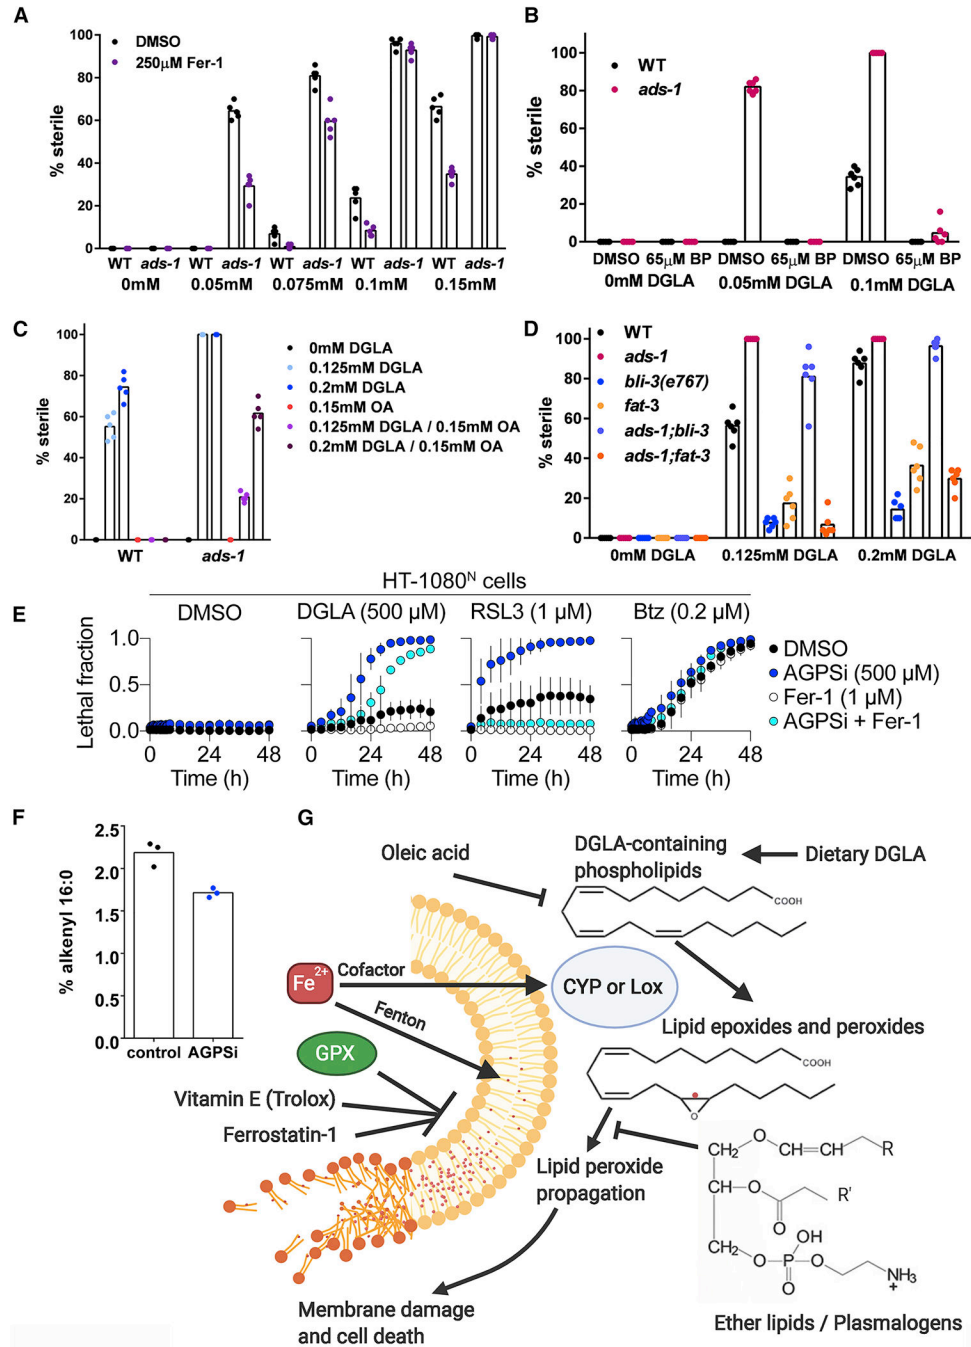 A
% sterile
100
80
60
40
20
0
DMSO
250µM Fer-1
WT ads-1 WT ads-1 WT ads-1 WT ads-1 WT ads-1
0mM 0.05mM 0.075mM 0.1mM 0.15mM
B
% sterile
100
80
60
40
20
0
WT
ads-1
DMSO 65µM BP DMSO 65µM BP DMSO 65µM BP
0mM DGLA 0.05mM DGLA 0.1mM DGLA
C
% sterile
100
80
60
40
20
0
WT ads-1
0mM DGLA
0.125mM DGLA
0.2mM DGLA
0.15mM OA
0.125mM DGLA / 0.15mM OA
0.2mM DGLA / 0.15mM OA
D
% sterile
100
80
60
40
20
0
WT
ads-1
bli-3(e767)
fat-3
ads-1;bli-3
ads-1;fat-3
0mM DGLA 0.125mM DGLA 0.2mM DGLA
HT-1080ᴺ cells
E
DMSO DGLA (500 µM) RSL3 (1 µM) Btz (0.2 µM)
Lethal fraction
1.0
0.5
0.0
0 24 48 0 24 48 0 24 48 0 24 48
Time (h) Time (h) Time (h) Time (h)
DMSO
AGPSi (500 µM)
Fer-1 (1 µM)
AGPSi + Fer-1
F
% alkenyl 16:0
2.5
2.0
1.5
1.0
0.5
0.0
control AGPSi
G
Oleic acid
DGLA-containing
phospholipids
Dietary DGLA
COOH
Fe2+
Cofactor
Fenton
CYP or Lox
GPX
Lipid epoxides and peroxides
COOH
O
Vitamin E (Trolox)
Ferrostatin-1
Lipid peroxide
propagation
CH2 O CH=CH R
CH O R'
O
OH
CH2 O P O NH3
O +
Membrane damage
and cell death
Ether lipids / Plasmalogens